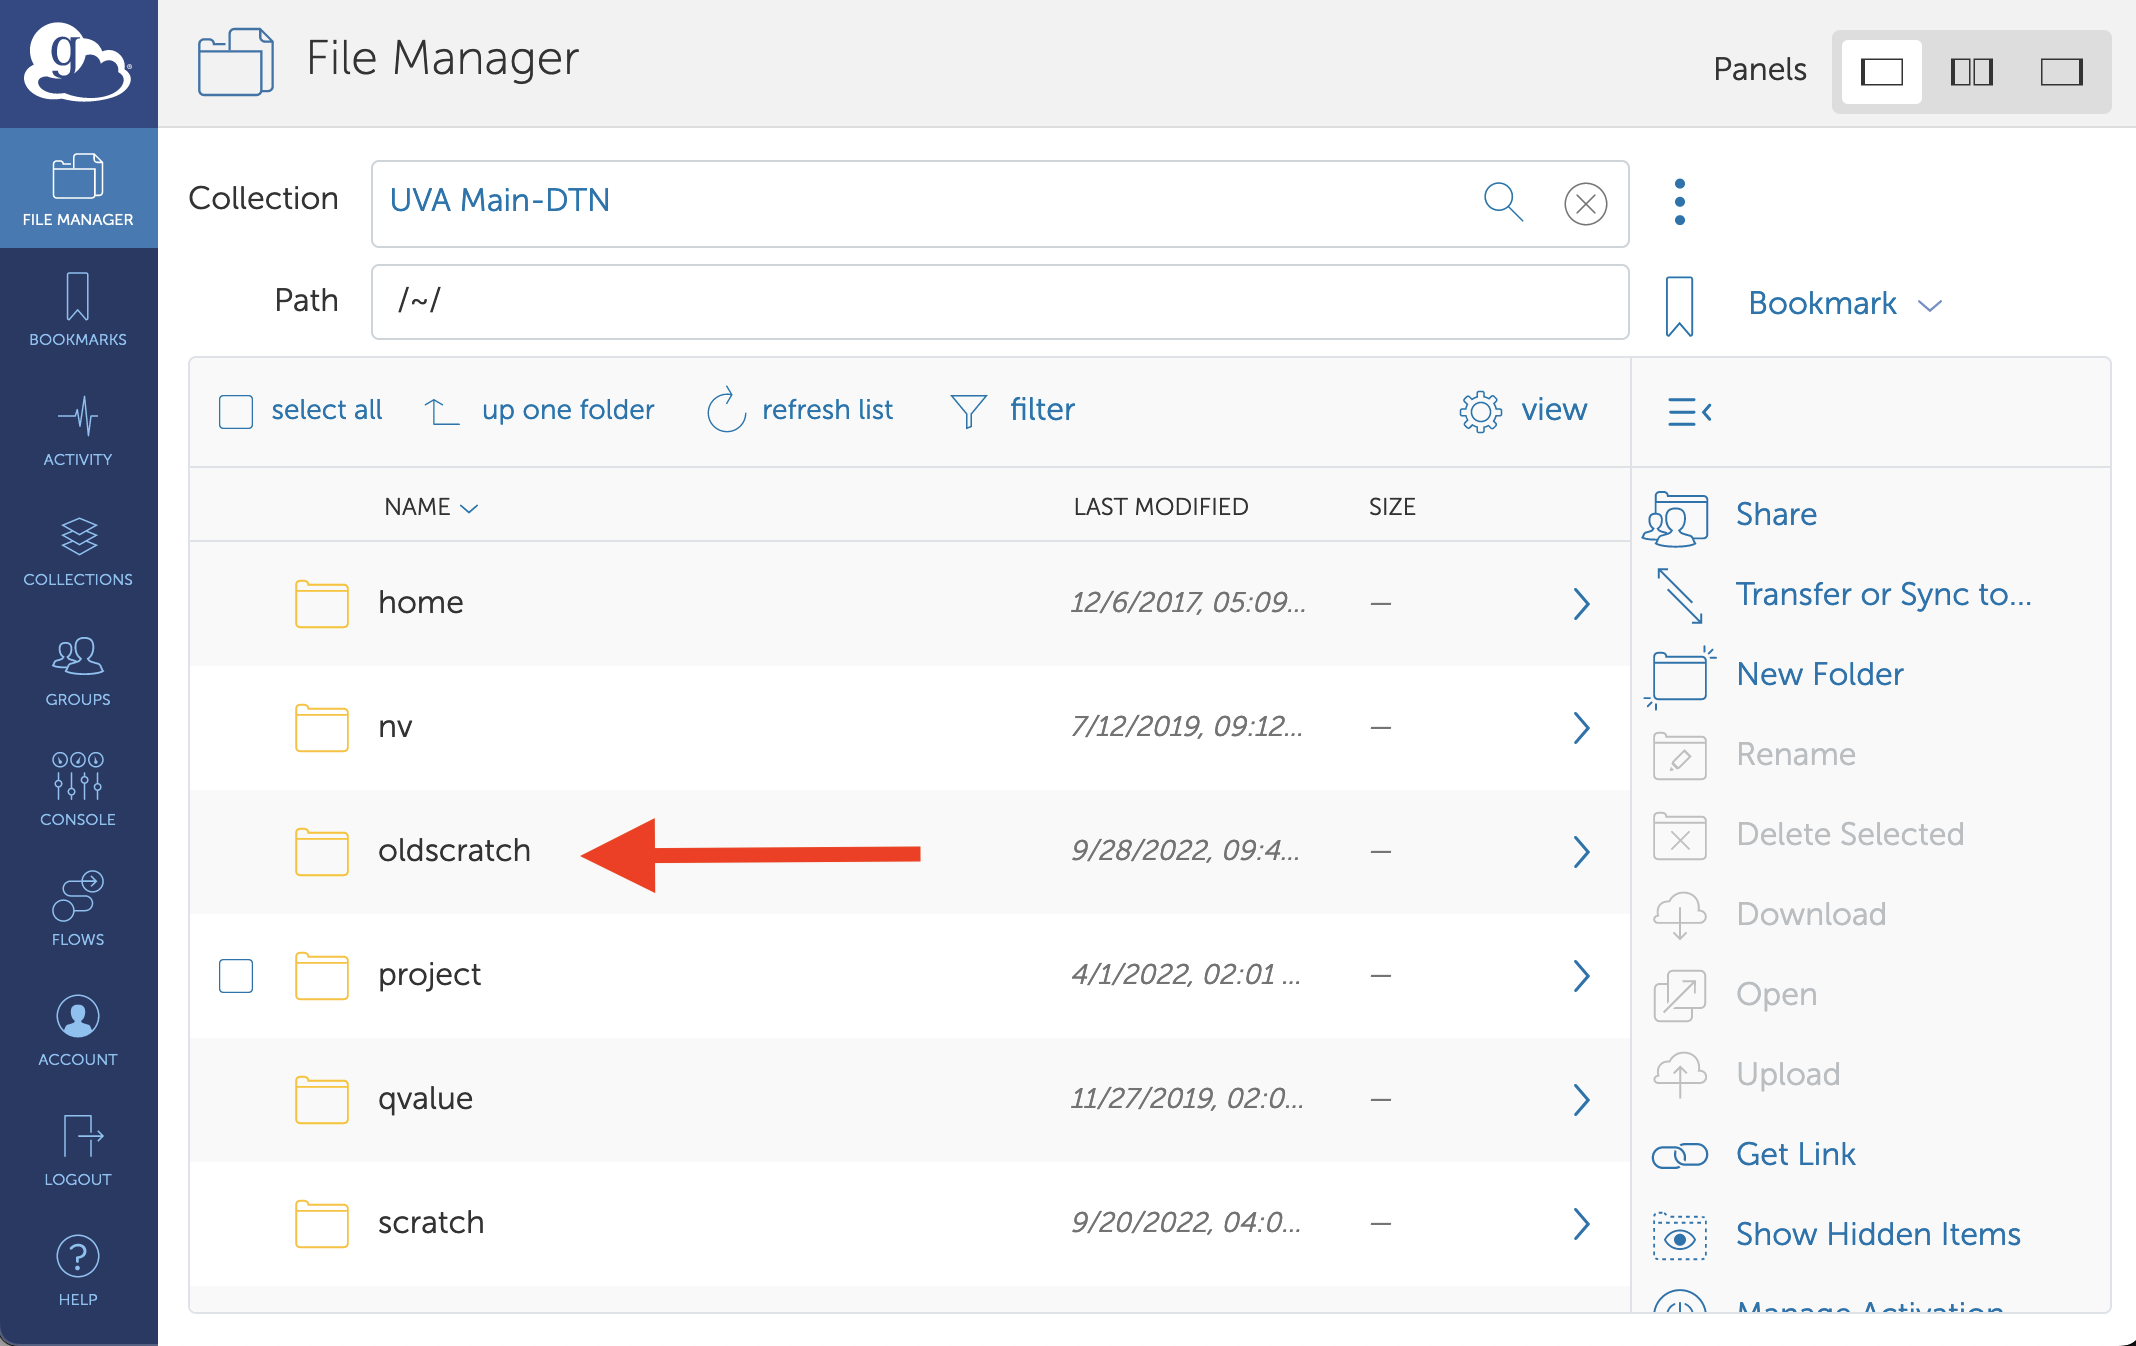 g
File Manager
Panels
FILE MANAGER
BOOKMARKS
ACTIVITY
COLLECTIONS
GROUPS
CONSOLE
FLOWS
ACCOUNT
LOGOUT
HELP
Collection UVA Main-DTN
Path /~/
Bookmark
select all up one folder refresh list filter view
NAME LAST MODIFIED SIZE
home 12/6/2017, 05:09... —
nv 7/12/2019, 09:12... —
oldscratch 9/28/2022, 09:4... —
project 4/1/2022, 02:01 ... —
qvalue 11/27/2019, 02:0... —
scratch 9/20/2022, 04:0... —
Share
Transfer or Sync to...
New Folder
Rename
Delete Selected
Download
Open
Upload
Get Link
Show Hidden Items
Manage Activation